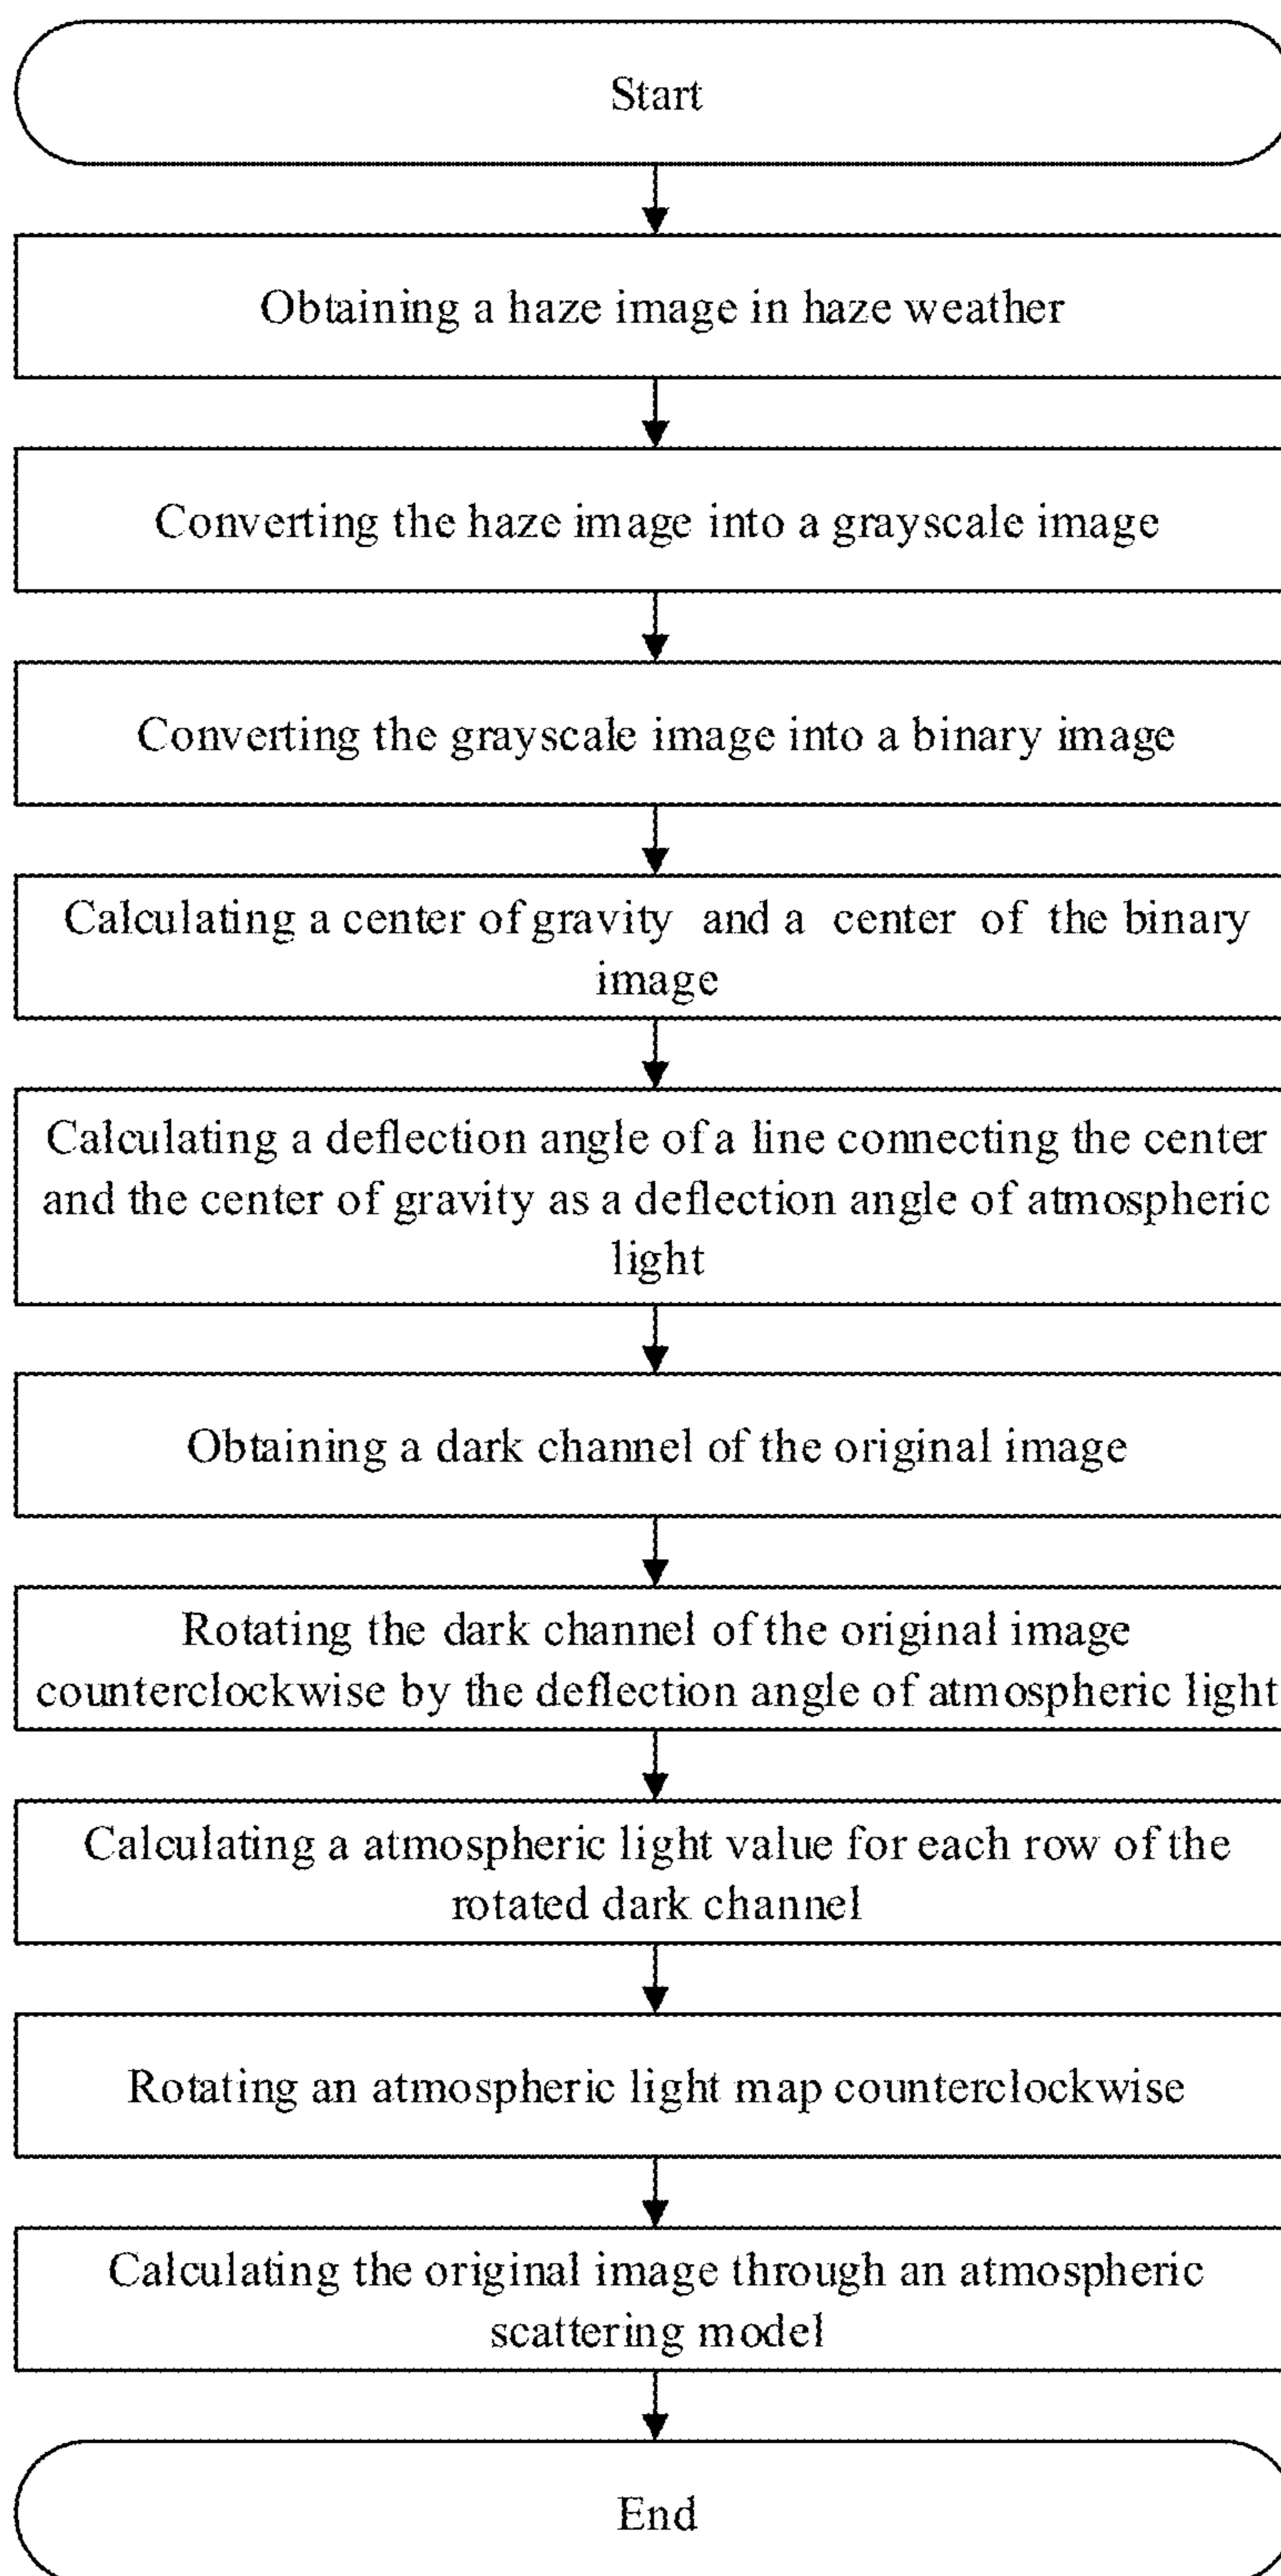 Start
Obtaining a haze image in haze weather
Converting the haze image into a grayscale image
Converting the grayscale image into a binary image
Calculating a center of gravity and a center of the binary
image
Calculating a deflection angle of a line connecting the center
and the center of gravity as a deflection angle of atmospheric
light
Obtaining a dark channel of the original image
Rotating the dark channel of the original image
counterclockwise by the deflection angle of atmospheric light
Calculating a atmospheric light value for each row of the
rotated dark channel
Rotating an atmospheric light map counterclockwise
Calculating the original image through an atmospheric
scattering model
End